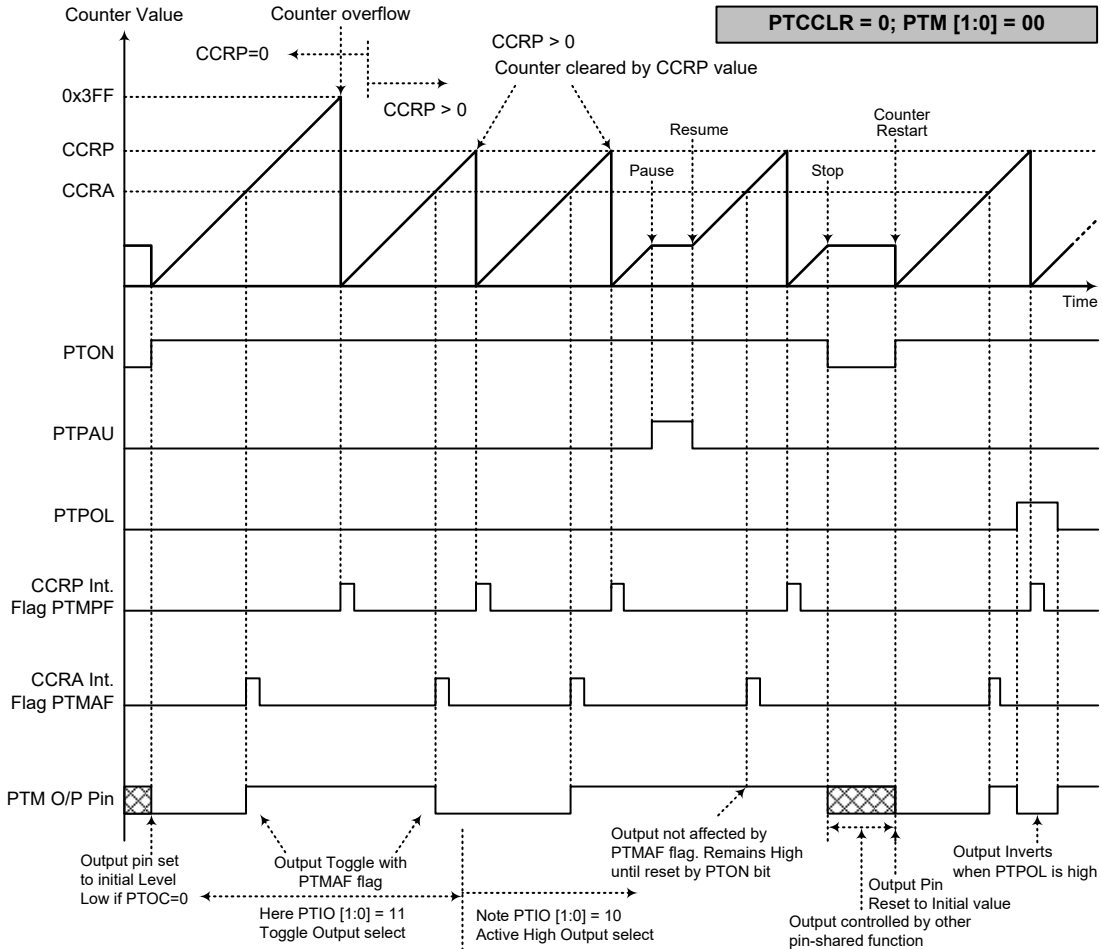 Counter Value
Counter overflow
PTCCLR = 0; PTM [1:0] = 00
CCRP=0
CCRP > 0
CCRP > 0
Counter cleared by CCRP value
0x3FF
CCRP
CCRA
Pause
Resume
Stop
Counter
Restart
Time
PTON
PTPAU
PTPOL
CCRP Int.
Flag PTMPF
CCRA Int.
Flag PTMAF
PTM O/P Pin
Output pin set
to initial Level
Low if PTOC=0
Output Toggle with
PTMAF flag
Here PTIO [1:0] = 11
Toggle Output select
Note PTIO [1:0] = 10
Active High Output select
Output not affected by
PTMAF flag. Remains High
until reset by PTON bit
Output controlled by other
pin-shared function
Output Pin
Reset to Initial value
Output Inverts
when PTPOL is high